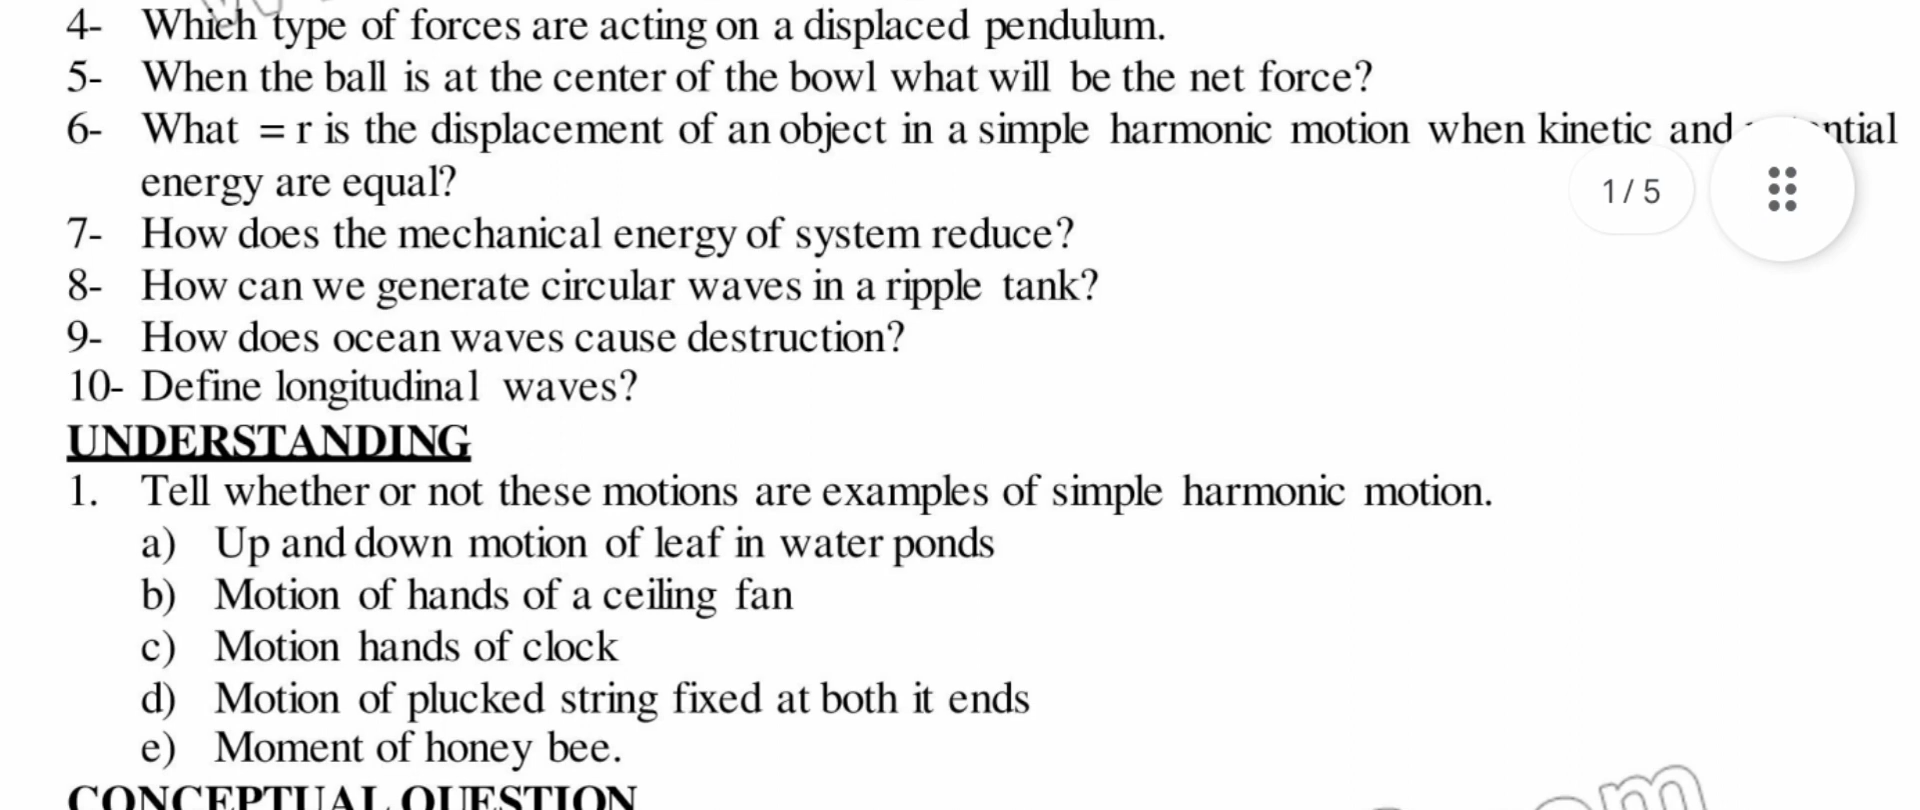 4- Which type of forces are acting on a displaced pendulum.
5- When the ball is at the center of the bowl what will be the net force?
6- What = r is the displacement of an object in a simple harmonic motion when kinetic and ntial
energy are equal?
1 / 5
7- How does the mechanical energy of system reduce?
8- How can we generate circular waves in a ripple tank?
9- How does ocean waves cause destruction?
10- Define longitudinal waves?
UNDERSTANDING
1. Tell whether or not these motions are examples of simple harmonic motion.
a) Up and down motion of leaf in water ponds
b) Motion of hands of a ceiling fan
c) Motion hands of clock
d) Motion of plucked string fixed at both it ends
e) Moment of honey bee.
CONCEPTUAL QUESTION